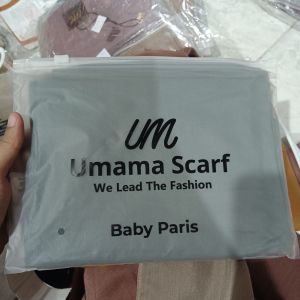 UM
Umama Scarf
We Lead The Fashion
Baby Paris